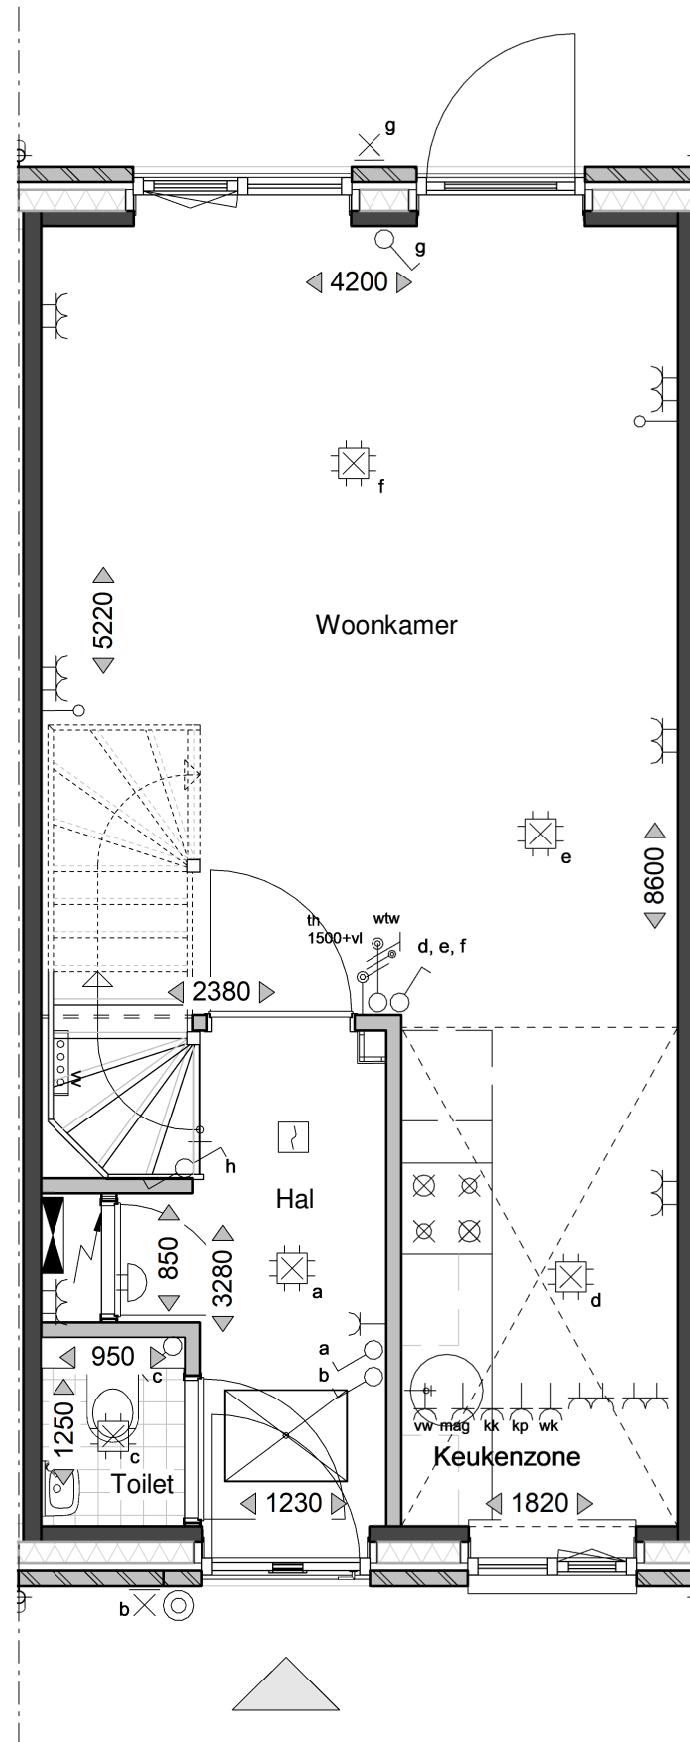 g
g
4200
f
5220
Woonkamer
e
8600
th
1500+vl
wtw
d, e, f
2380
W
h
Hal
850
3280
a
d
a
b
950
c
1250
c
Toilet
vw mag kk kp wk
Keukenzone
1230
1820
b